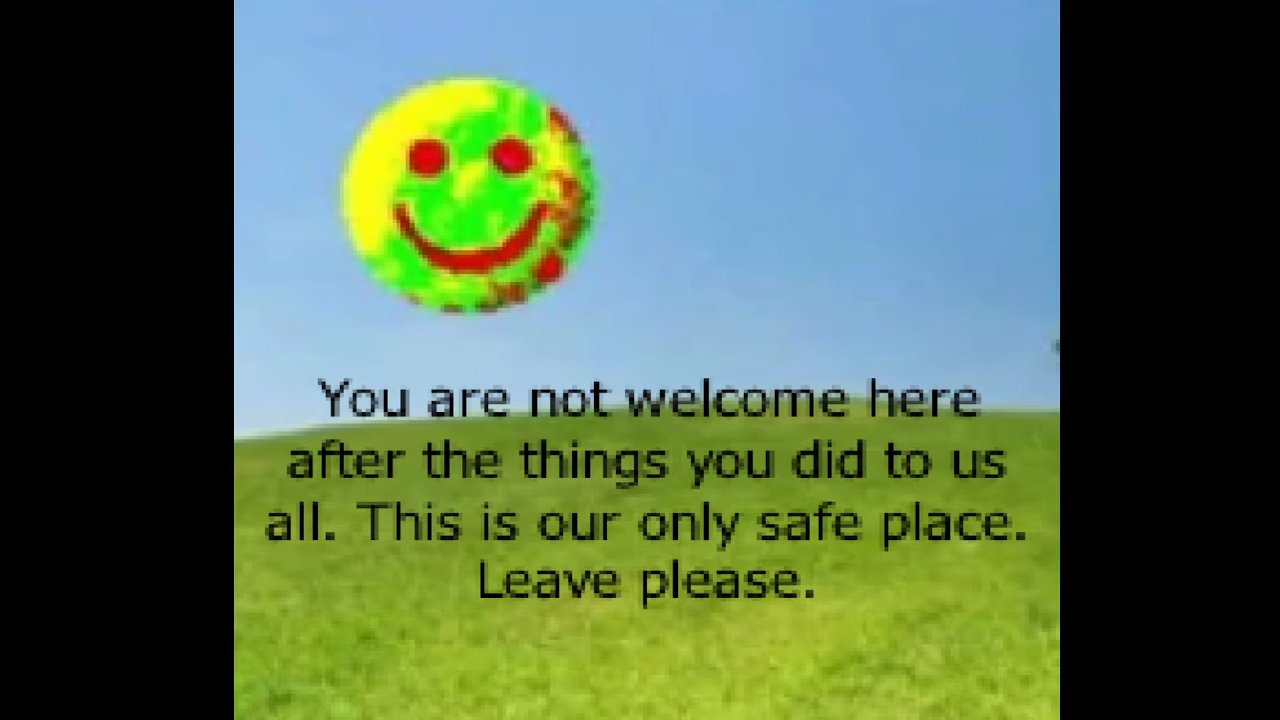 You are not welcome here
after the things you did to us
all. This is our only safe place.
Leave please.